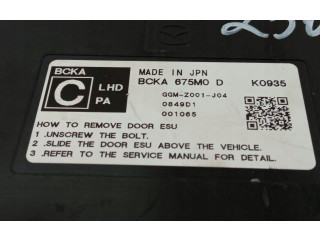 BCKA
C LHD
PA
MADE IN JPN
BCKA 675M0 D K0935
GGM-Z001-J04
0849D1
001065
HOW TO REMOVE DOOR ESU
1 .UNSCREW THE BOLT.
2 .SLIDE THE DOOR ESU ABOVE THE VEHICLE.
3 .REFER TO THE SERVICE MANUAL FOR DETAIL.